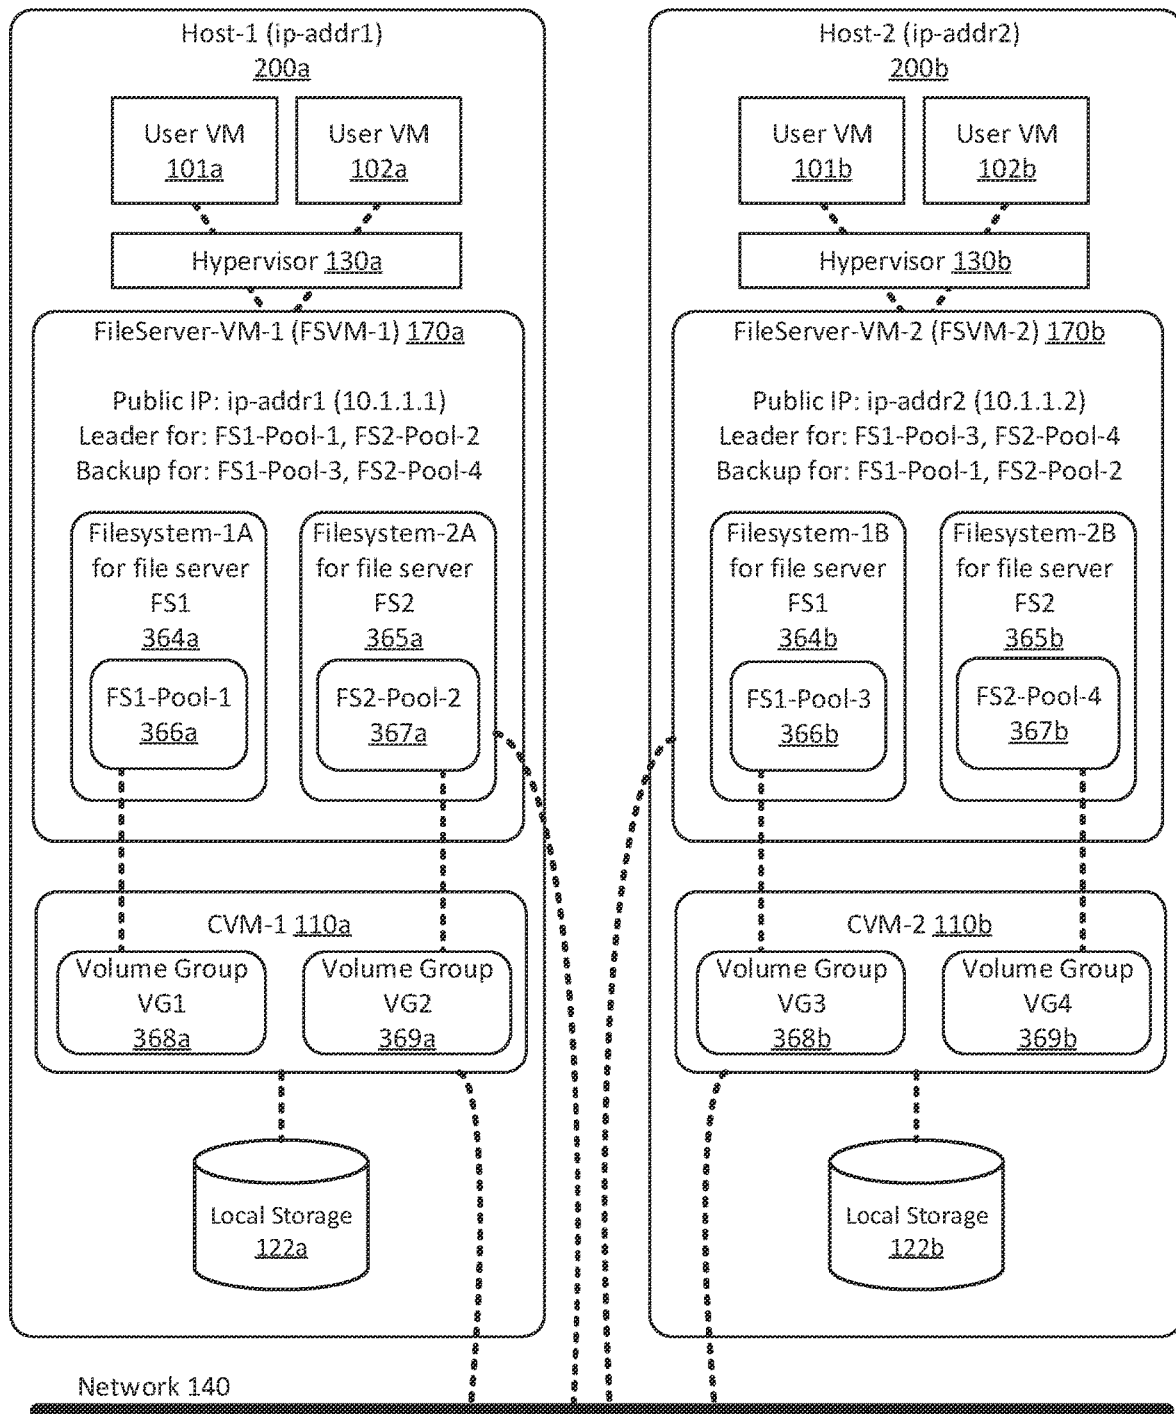 Host-1 (ip-addr1)
200a
User VM
101a
User VM
102a
Hypervisor 130a
FileServer-VM-1 (FSVM-1) 170a
Public IP: ip-addr1 (10.1.1.1)
Leader for: FS1-Pool-1, FS2-Pool-2
Backup for: FS1-Pool-3, FS2-Pool-4
Filesystem-1A
for file server
FS1
364a
FS1-Pool-1
366a
Filesystem-2A
for file server
FS2
365a
FS2-Pool-2
367a
CVM-1 110a
Volume Group
VG1
368a
Volume Group
VG2
369a
Local Storage
122a
Host-2 (ip-addr2)
200b
User VM
101b
User VM
102b
Hypervisor 130b
FileServer-VM-2 (FSVM-2) 170b
Public IP: ip-addr2 (10.1.1.2)
Leader for: FS1-Pool-3, FS2-Pool-4
Backup for: FS1-Pool-1, FS2-Pool-2
Filesystem-1B
for file server
FS1
364b
FS1-Pool-3
366b
Filesystem-2B
for file server
FS2
365b
FS2-Pool-4
367b
CVM-2 110b
Volume Group
VG3
368b
Volume Group
VG4
369b
Local Storage
122b
Network 140